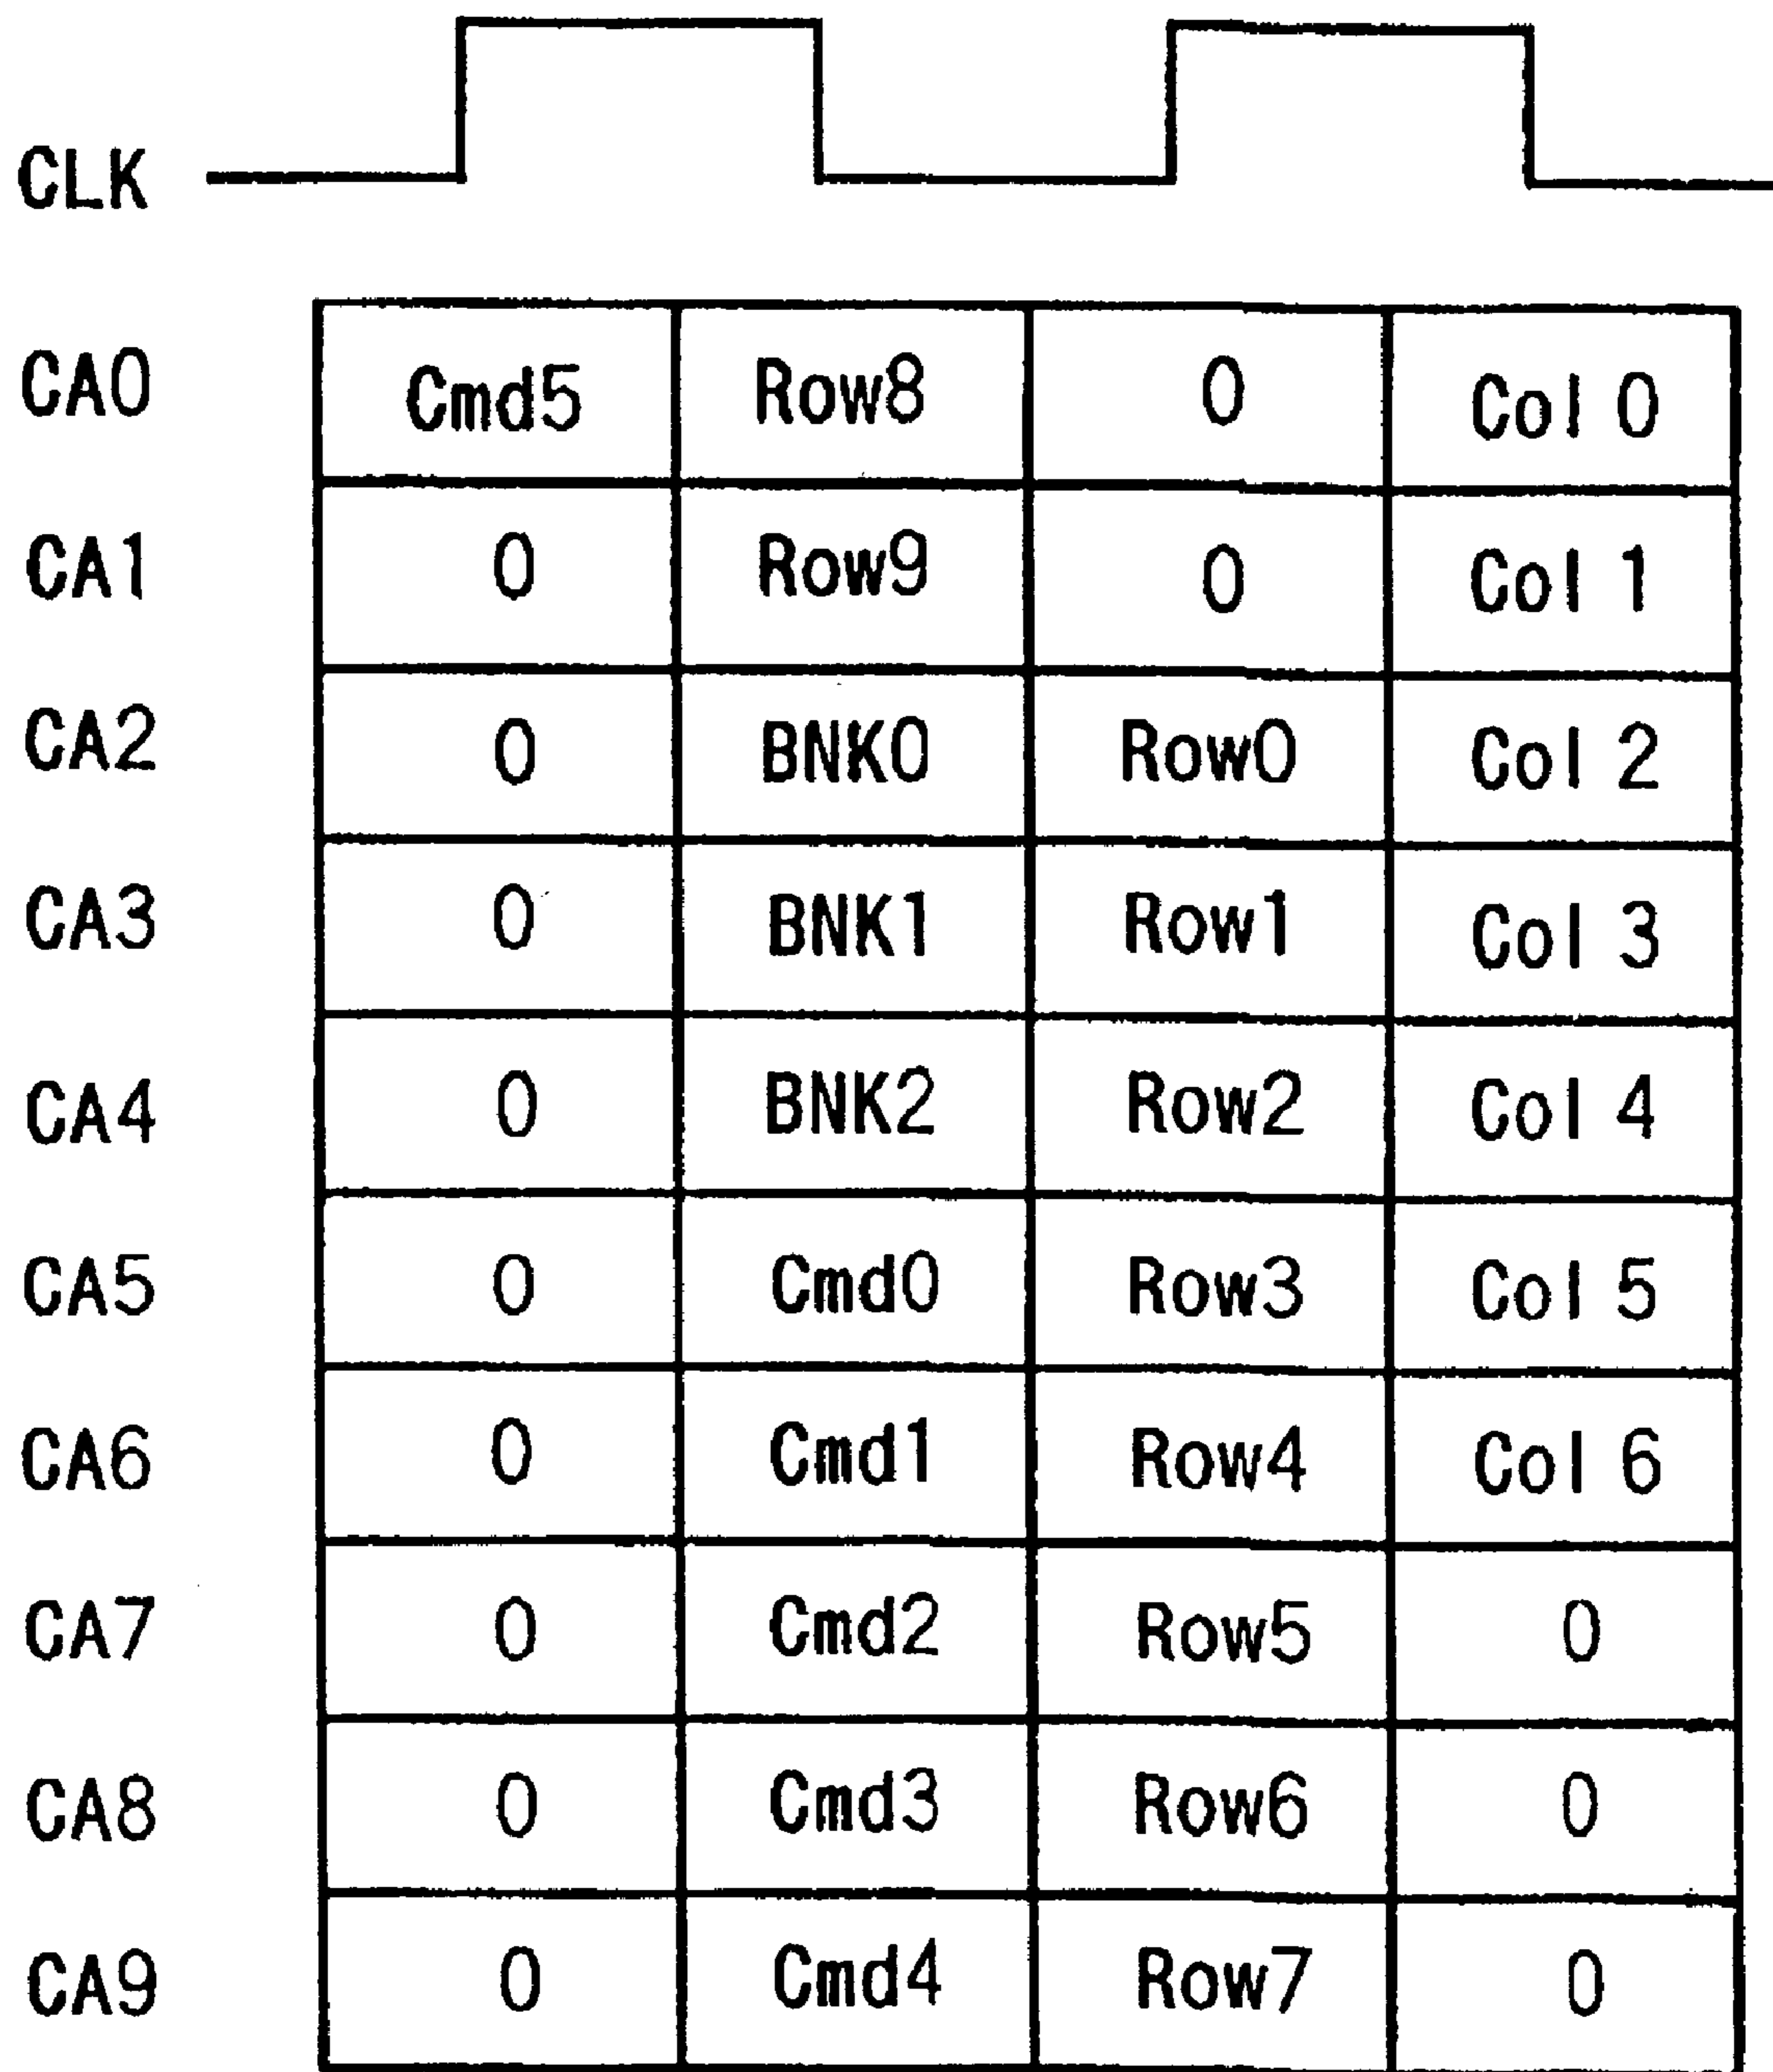 CLK
CA0 Cmd5 Row8 0 Col 0
CA1 0 Row9 0 Col 1
CA2 0 BNK0 Row0 Col 2
CA3 0 BNK1 Row1 Col 3
CA4 0 BNK2 Row2 Col 4
CA5 0 Cmd0 Row3 Col 5
CA6 0 Cmd1 Row4 Col 6
CA7 0 Cmd2 Row5 0
CA8 0 Cmd3 Row6 0
CA9 0 Cmd4 Row7 0